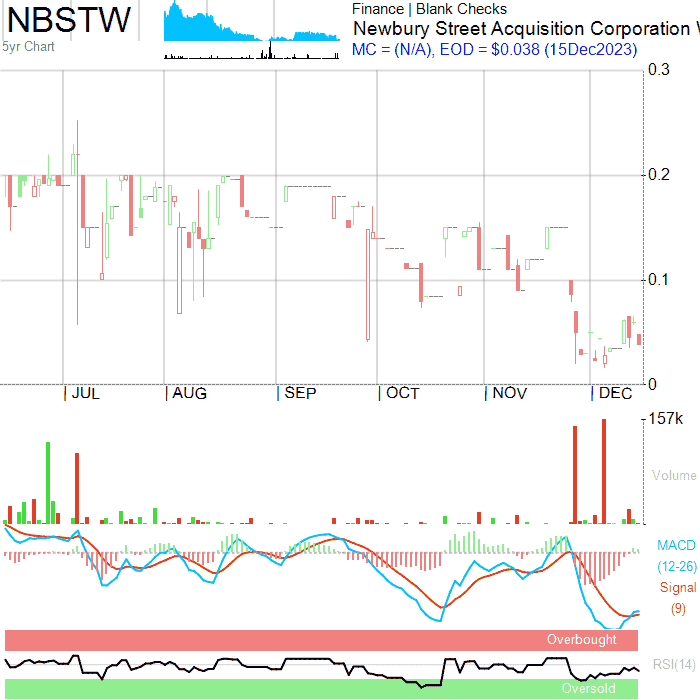 NBSTW
5yr Chart
Finance | Blank Checks
Newbury Street Acquisition Corporation W
MC = (N/A), EOD = $0.038 (15Dec2023)
0.3
0.2
0.1
0
JUL
AUG
SEP
OCT
NOV
DEC
157k
Volume
MACD
(12-26)
Signal
(9)
Overbought
RSI(14)
Oversold